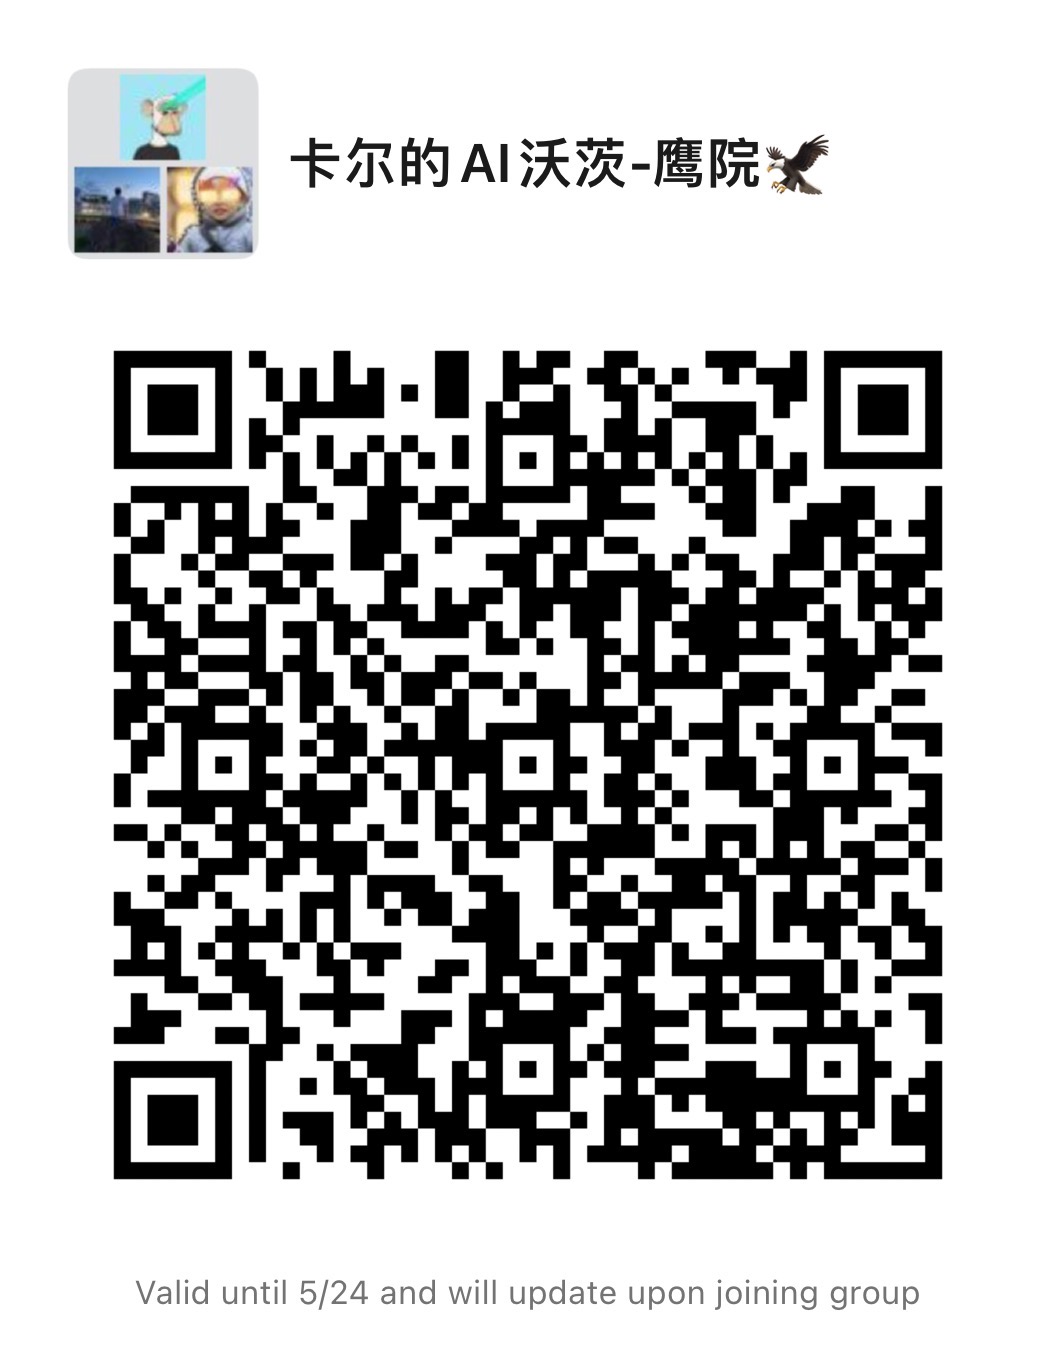 卡尔的AI沃茨-鹰院🦅
Valid until 5/24 and will update upon joining group